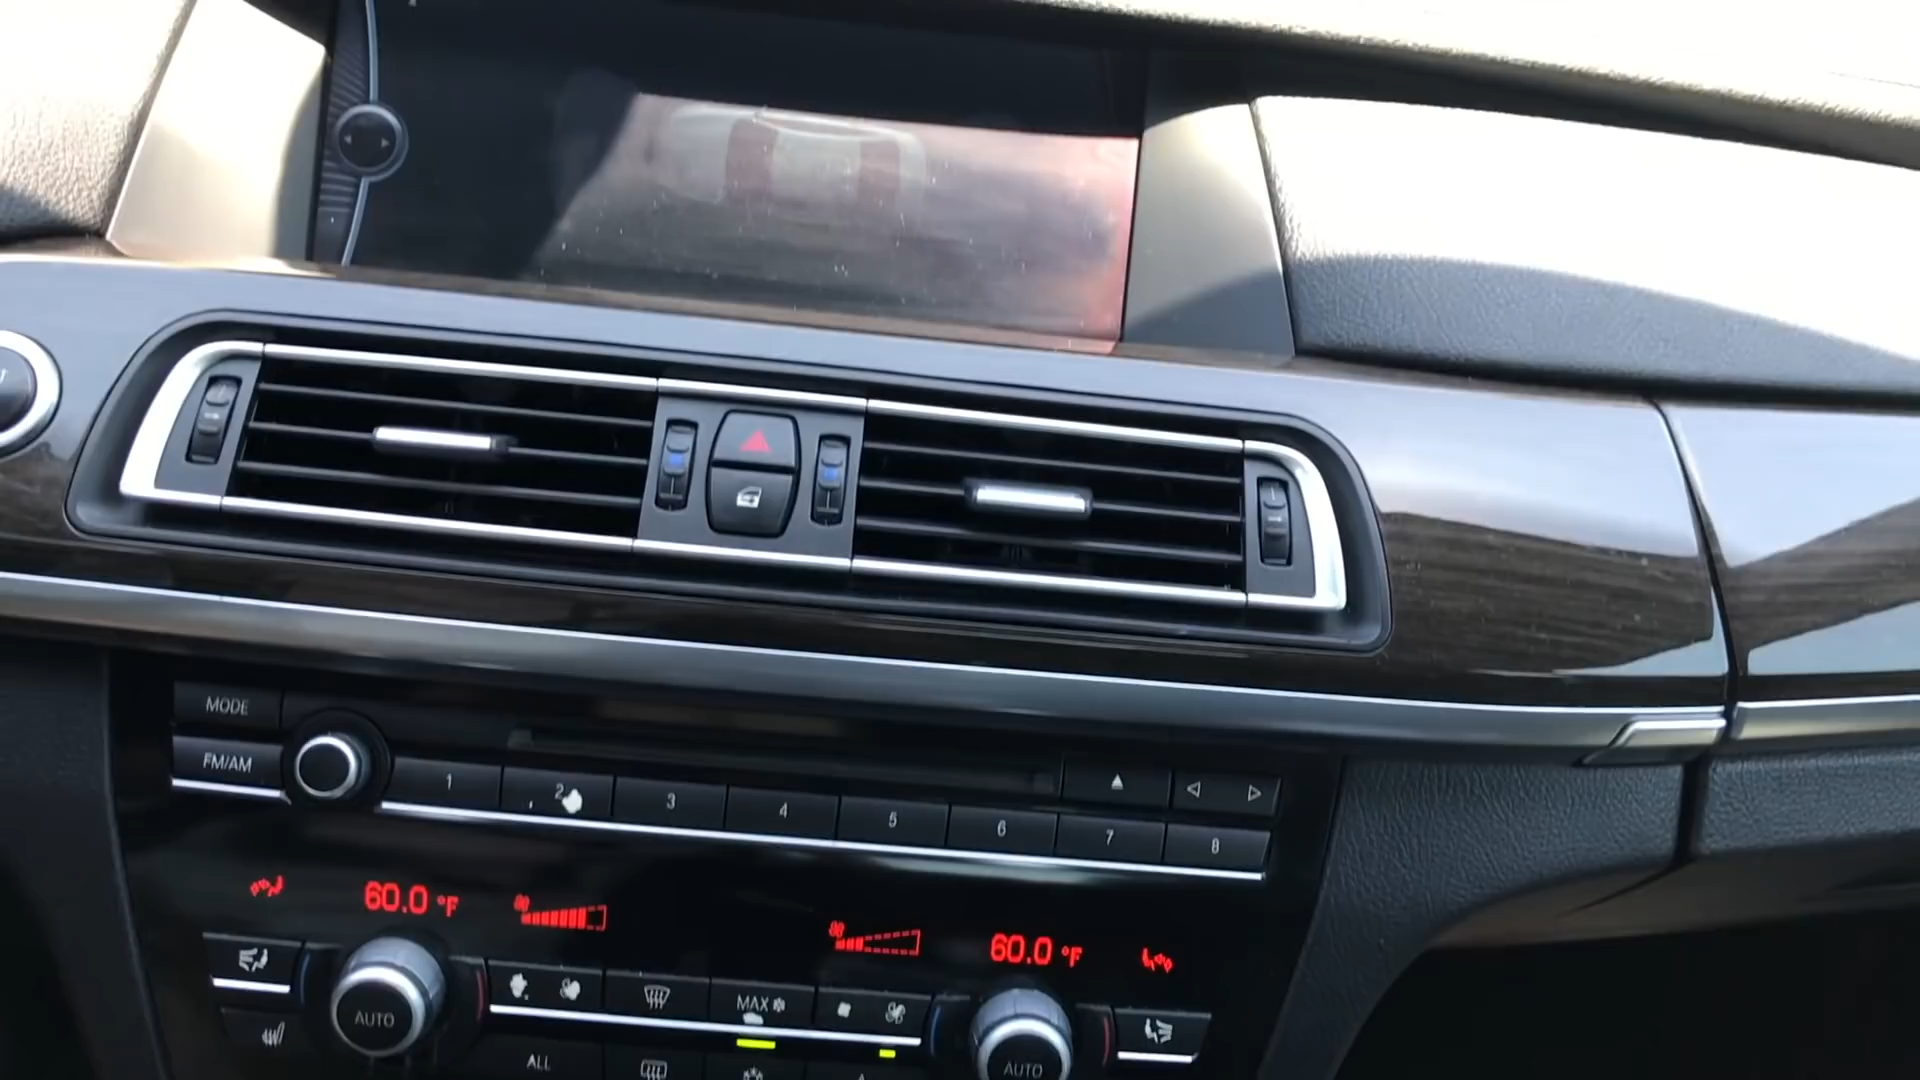 MODE
FM/AM
1 2 3 4 5 6 7 8
60.0 °F 60.0 °F
AUTO MAX AUTO
ALL